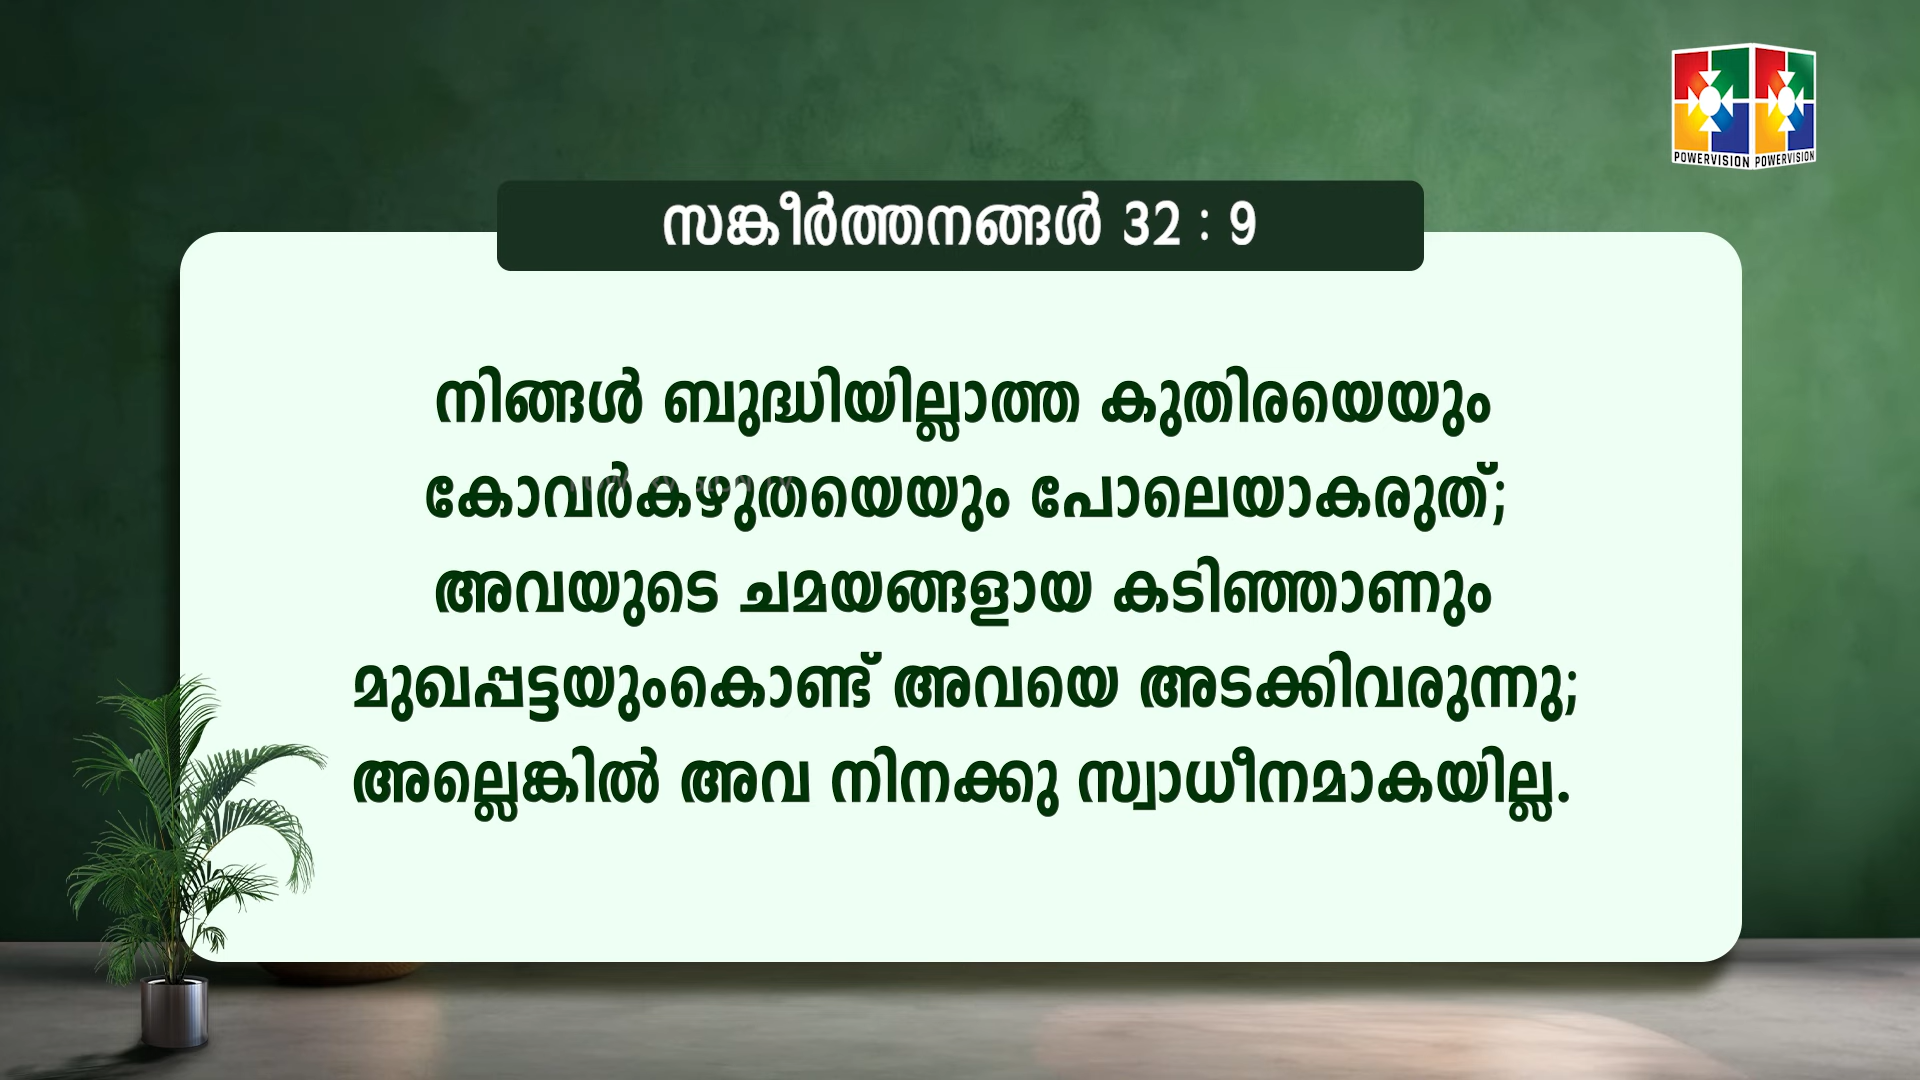 POWERVISION POWERVISION
സങ്കീർത്തനങ്ങൾ 32 : 9
നിങ്ങൾ ബുദ്ധിയില്ലാത്ത കുതിരയെയും
കോവർകഴുതയെയും പോലെയാകരുത്;
അവയുടെ ചമയങ്ങളായ കടിഞ്ഞാണും
മുഖപ്പട്ടയുംകൊണ്ട് അവയെ അടക്കിവരുന്നു;
അല്ലെങ്കിൽ അവ നിനക്കു സ്വാധീനമാകയില്ല.